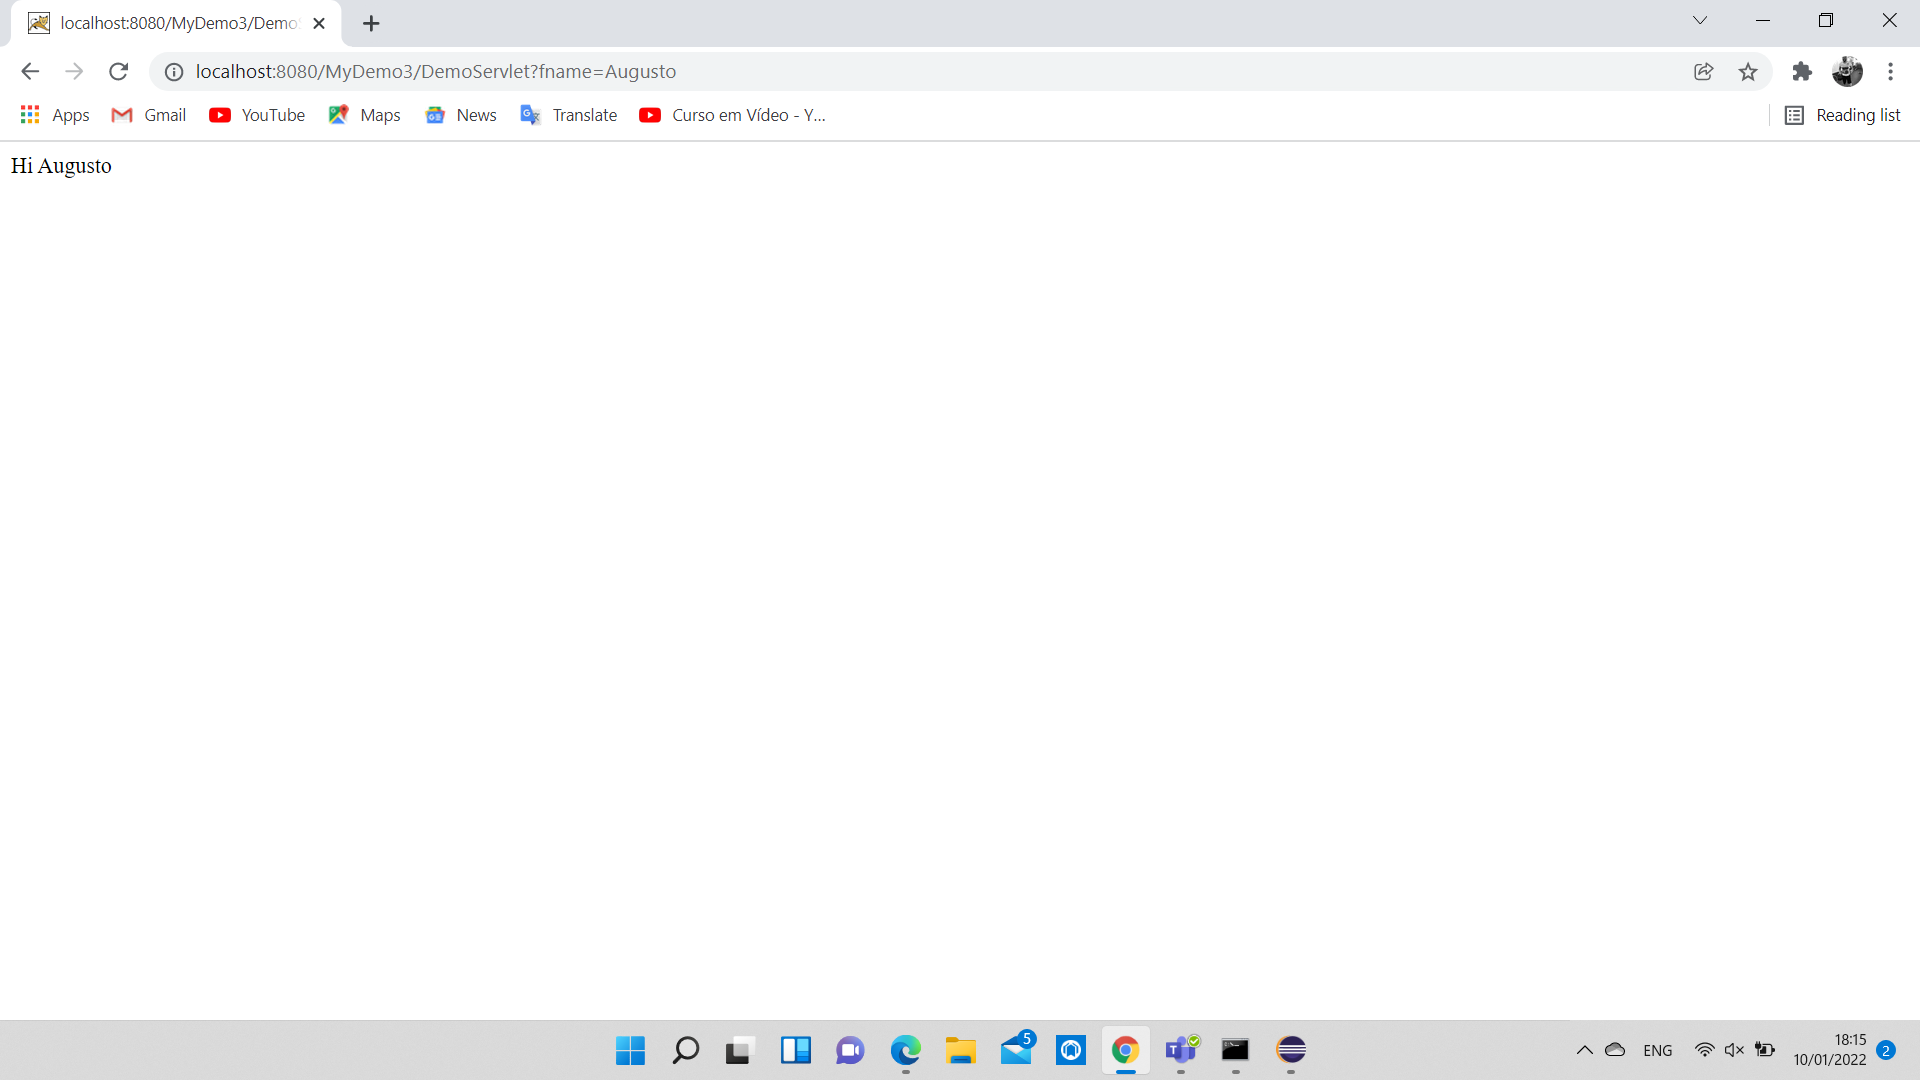 localhost:8080/MyDemo3/Demo
localhost:8080/MyDemo3/DemoServlet?fname=Augusto
Apps Gmail YouTube Maps News Translate Curso em Vídeo - Y... Reading list
Hi Augusto
5
ENG 18:15
10/01/2022 2